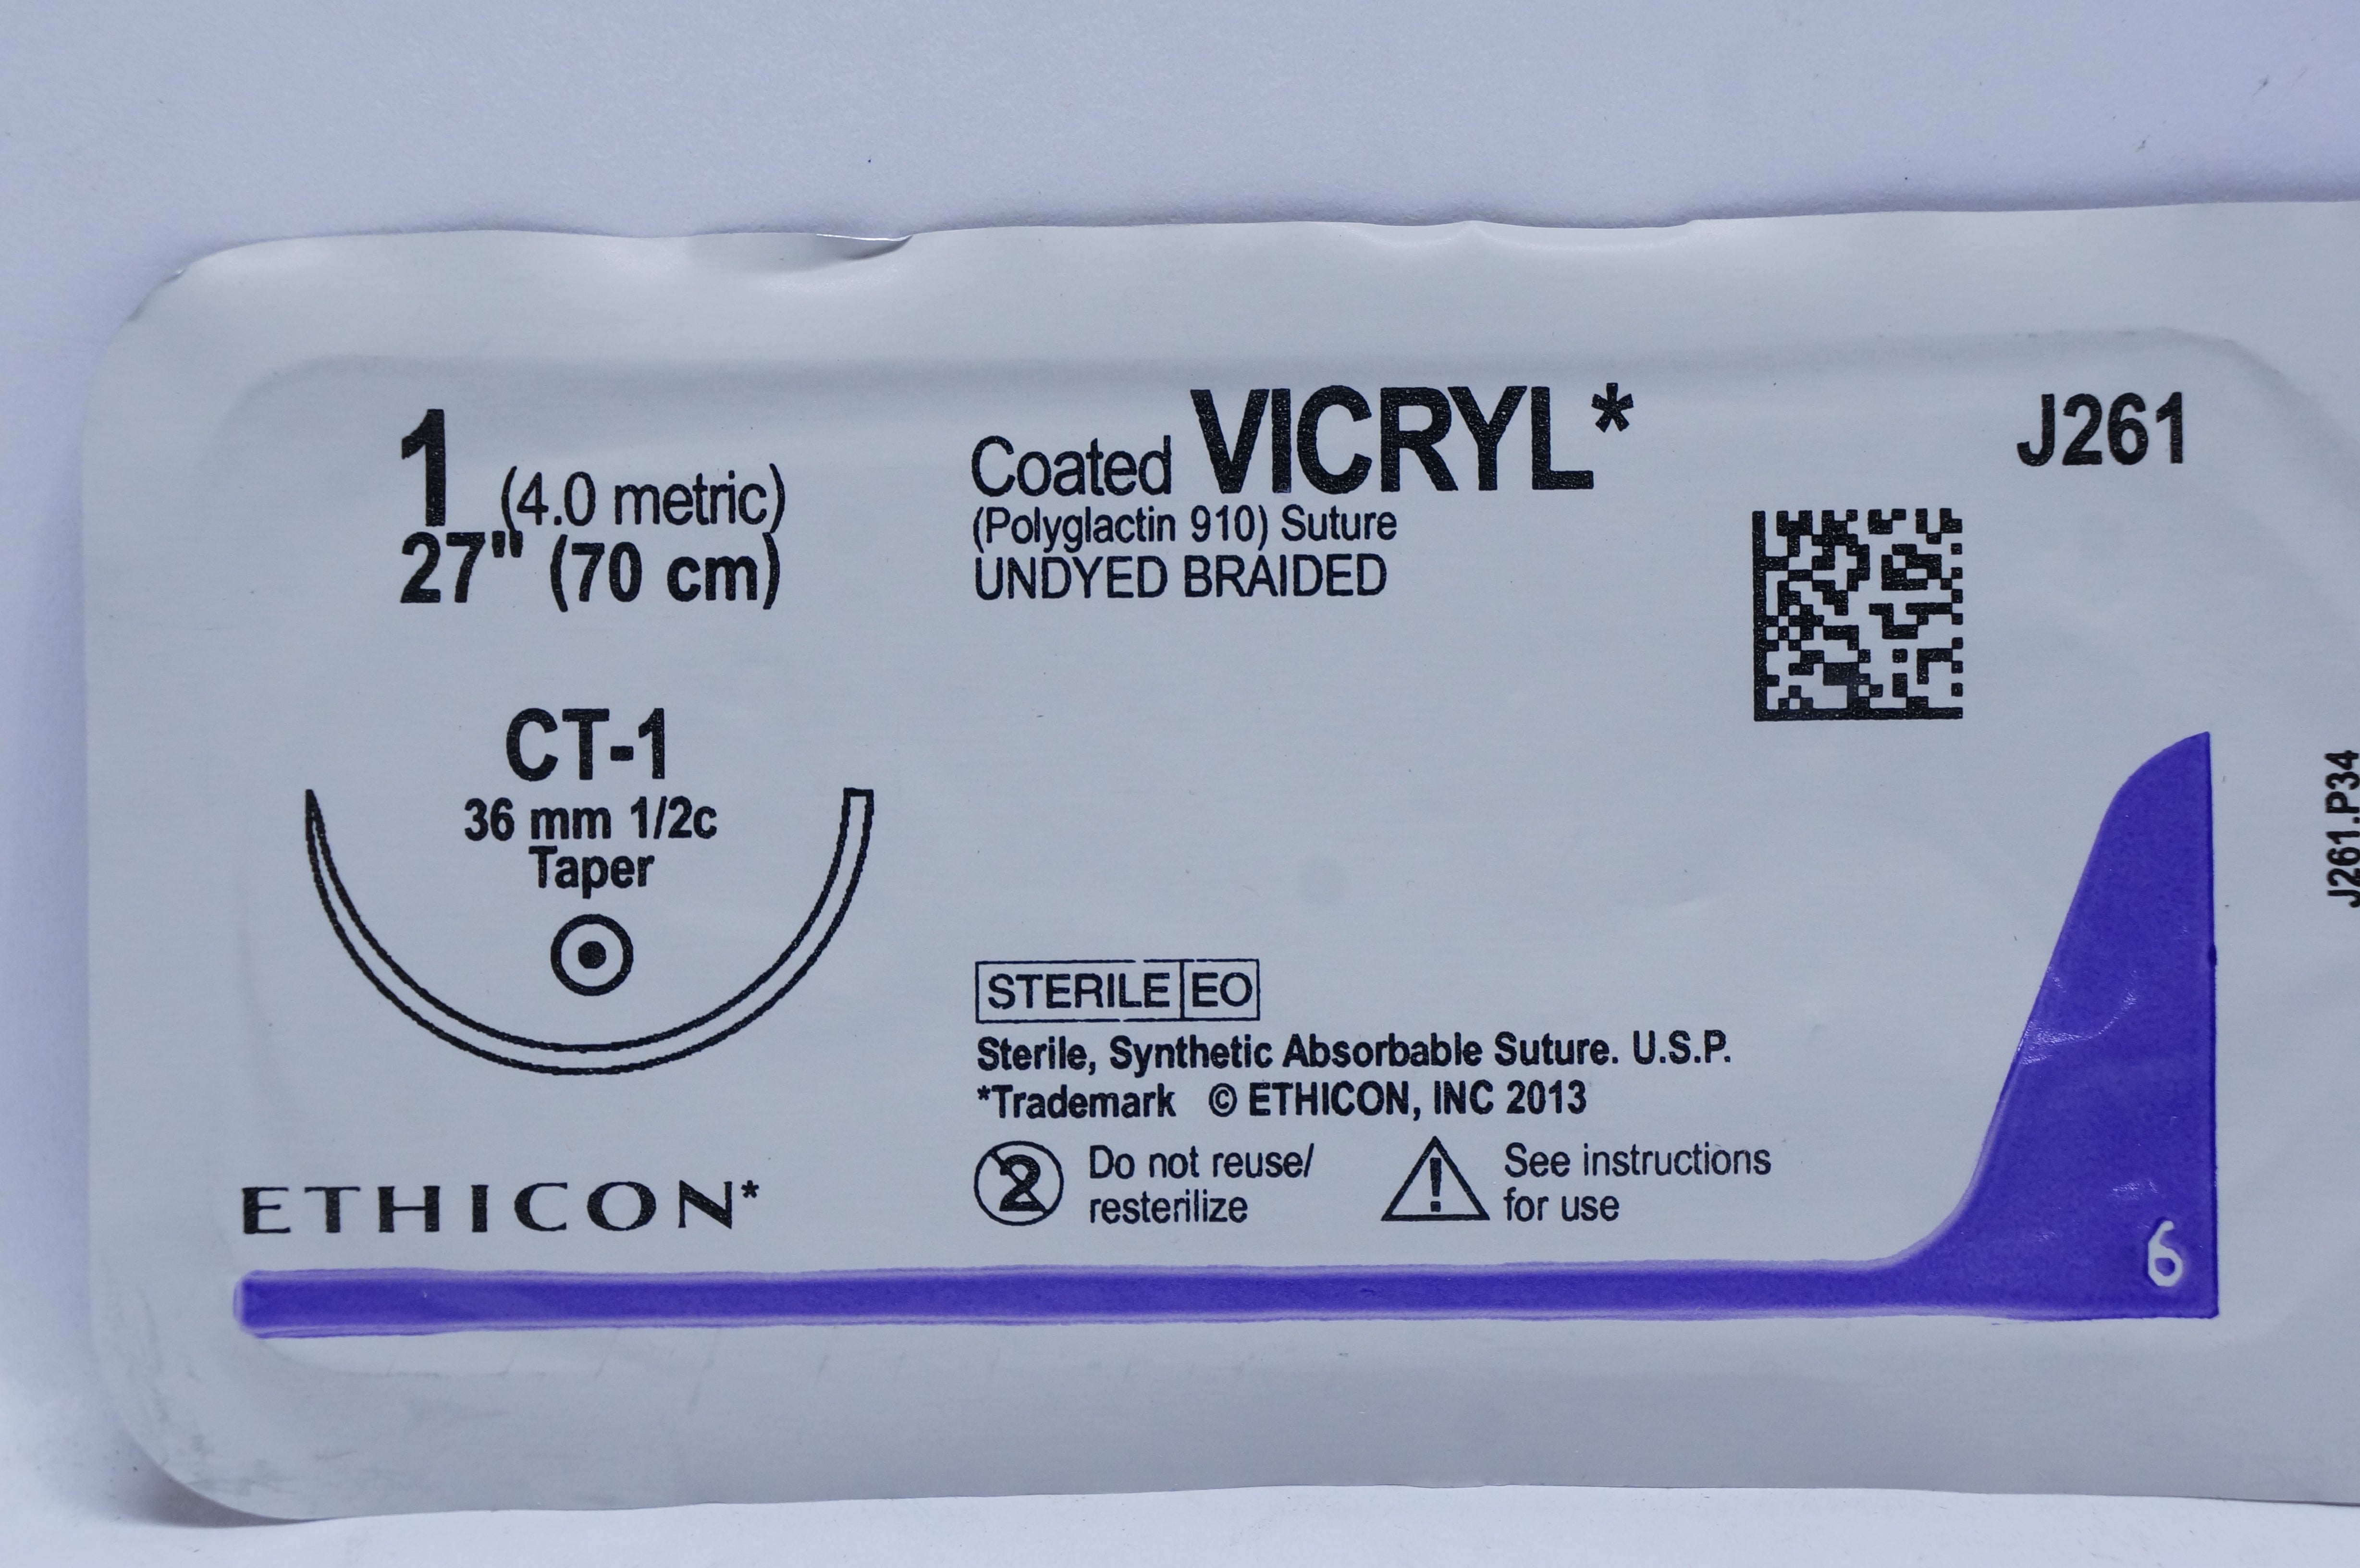 1 (4.0 metric)
27" (70 cm)
CT-1
36 mm 1/2c
Taper
ETHICON*
Coated VICRYL*
(Polyglactin 910) Suture
UNDYED BRAIDED
STERILE EO
Sterile, Synthetic Absorbable Suture. U.S.P.
*Trademark © ETHICON, INC 2013
2 Do not reuse/
resterilize
! See instructions
for use
J261
6
J261.P34